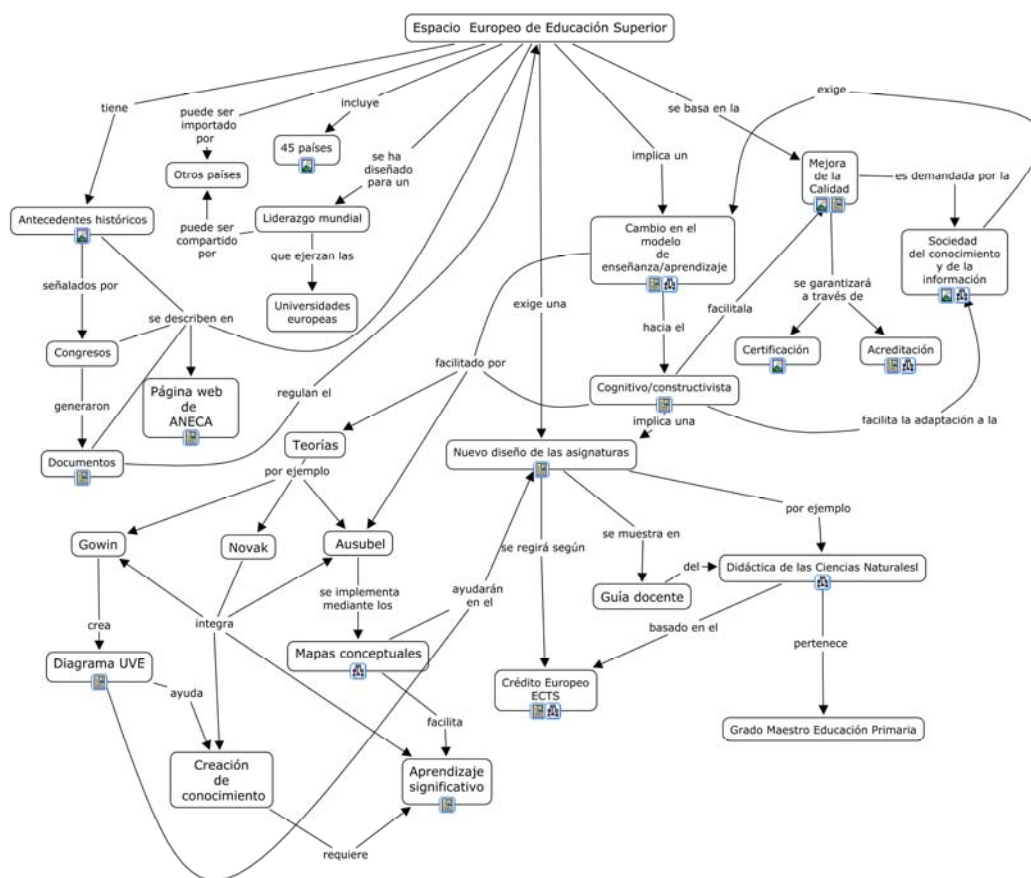 Espacio Europeo de Educación Superior
exige
incluye
tiene
puede ser
importado
por
se basa en la
45 países
se ha
diseñado
para un
implica un
Mejora
de la
Calidad
Otros países
es demandada por la
Antecedentes históricos
puede ser
compartido
por
Liderazgo mundial
Cambio en el
modelo
de
enseñanza/aprendizaje
Sociedad
del conocimiento
y de la
información
que ejerzan las
señalados por
se garantizará
a través de
exige una
Universidades
europeas
se describen en
facilitala
hacia el
Congresos
Certificación
Acreditación
facilitado por
Página web
de
ANECA
regulan el
Cognitivo/constructivista
generaron
implica una
facilita la adaptación a la
Teorías
Nuevo diseño de las asignaturas
Documentos
por ejemplo
por ejemplo
Gowin
Novak
Ausubel
se regirá según
se muestra en
del
Didáctica de las Ciencias NaturalesI
se implementa
mediante los
ayudarán
en el
Guía docente
crea
integra
basado en el
pertenece
Mapas conceptuales
Diagrama UVE
Crédito Europeo
ECTS
ayuda
facilita
Grado Maestro Educación Primaria
Creación
de
conocimiento
Aprendizaje
significativo
requiere